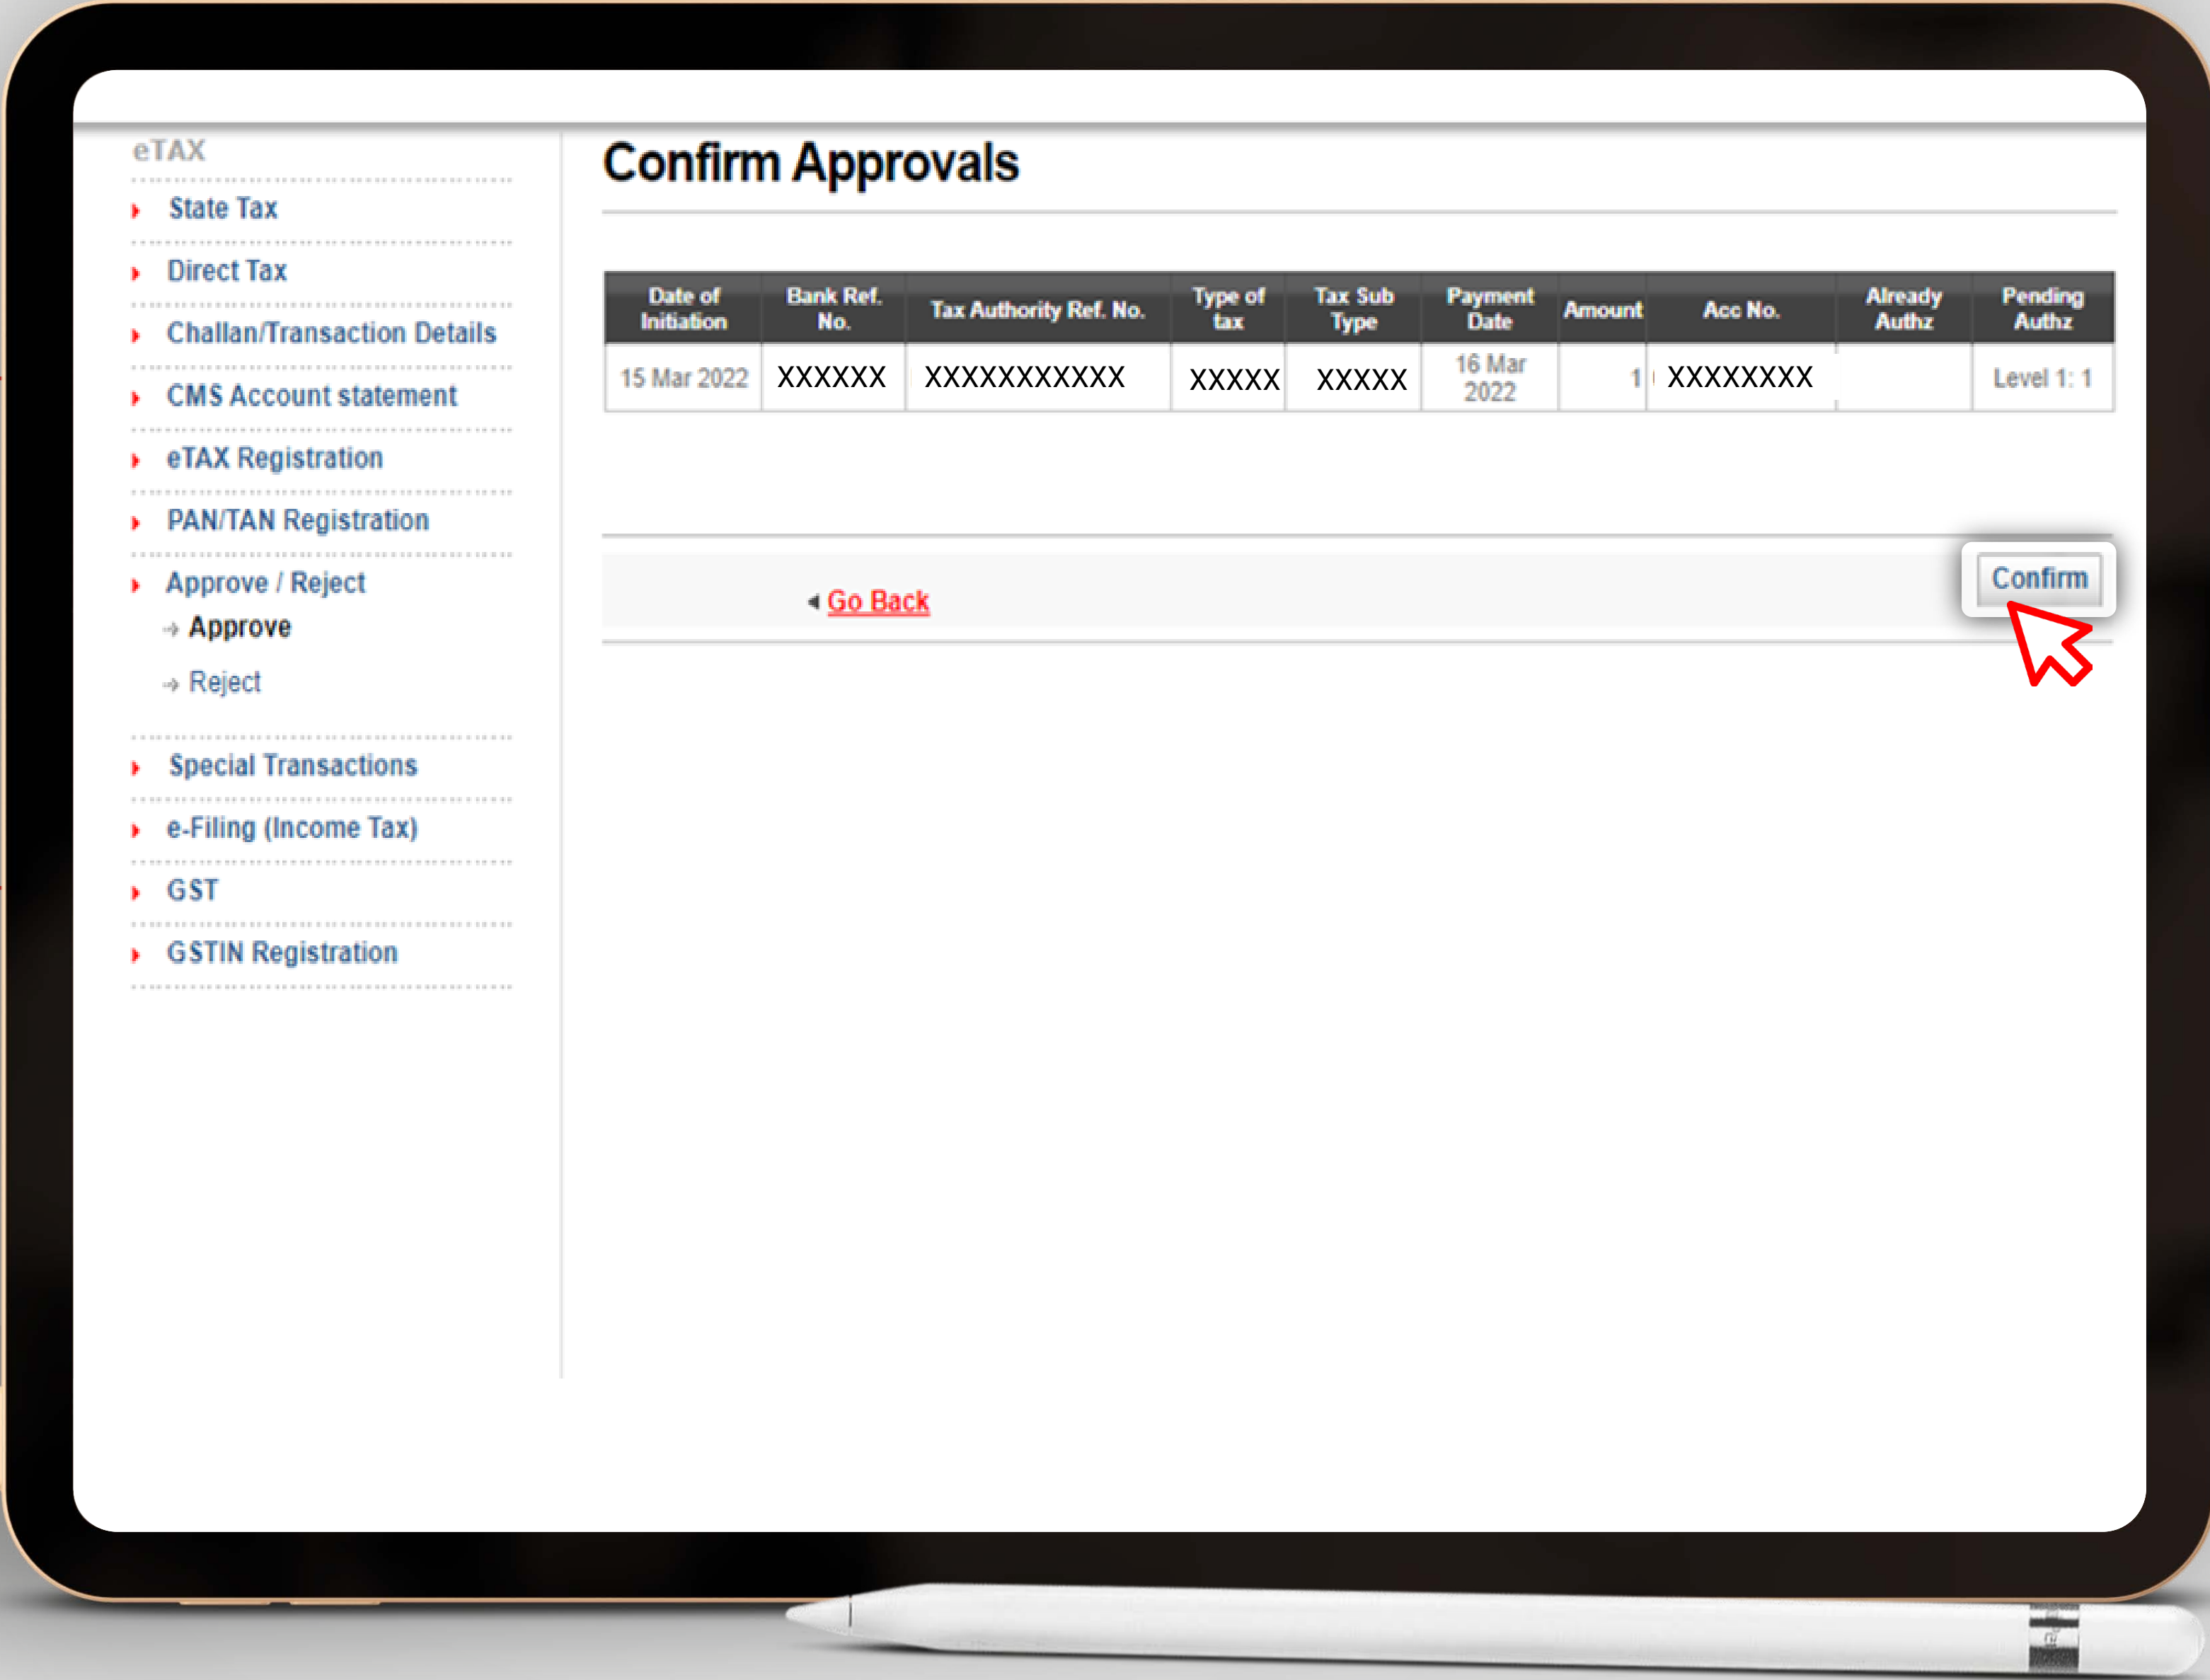 eTAX
State Tax
Direct Tax
Challan/Transaction Details
CMS Account statement
eTAX Registration
PAN/TAN Registration
Approve / Reject
Approve
Reject
Special Transactions
e-Filing (Income Tax)
GST
GSTIN Registration
Confirm Approvals
Date of Initiation Bank Ref. No. Tax Authority Ref. No. Type of tax Tax Sub Type Payment Date Amount Acc No. Already Authz Pending Authz
15 Mar 2022 XXXXXX XXXXXXXXXXX XXXXX XXXXX 16 Mar 2022 1 XXXXXXXX Level 1: 1
Go Back
Confirm